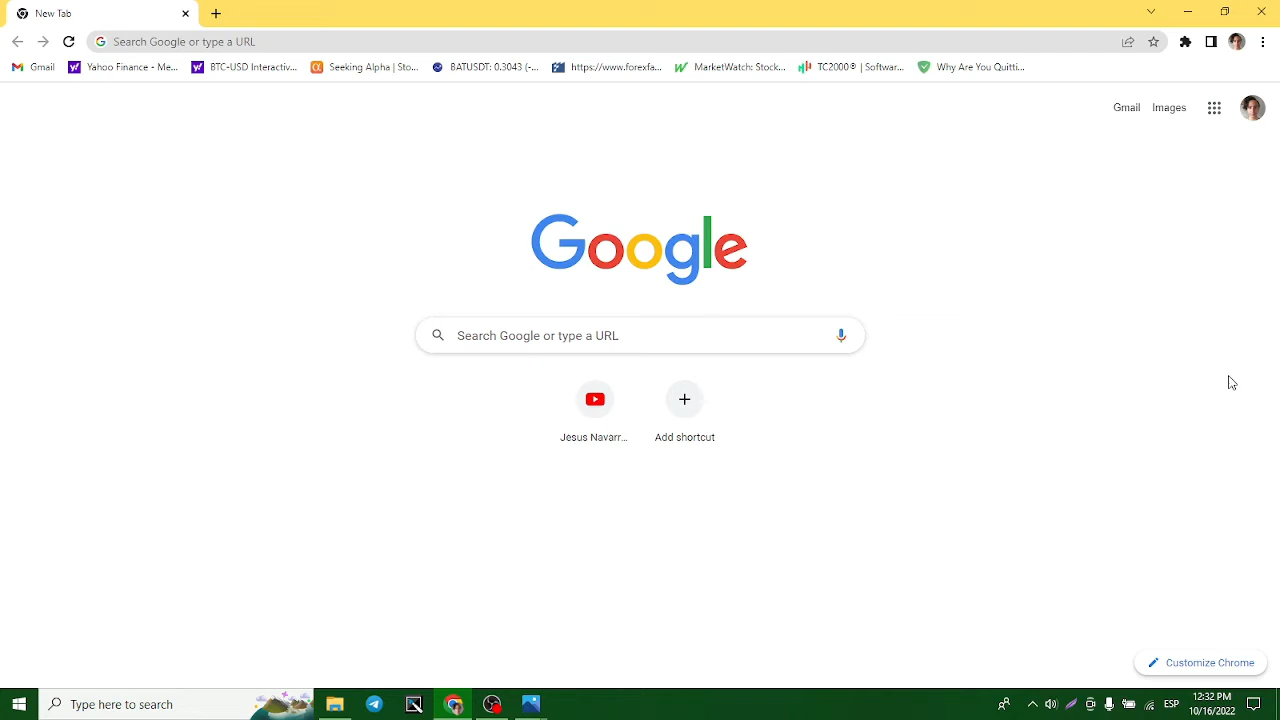 New Tab
Search Google or type a URL
Gmail
Yahoo Finance - Me...
BTC-USD Interactiv...
Seeking Alpha | Sto...
BATUSDT: 0.3043 (-...
https://www.forexfa...
MarketWatch: Stock...
TC2000® | Softwar...
Why Are You Quitti...
Gmail
Images
Google
Search Google or type a URL
Jesus Navarr...
Add shortcut
Customize Chrome
Type here to search
ESP
12:32 PM
10/16/2022